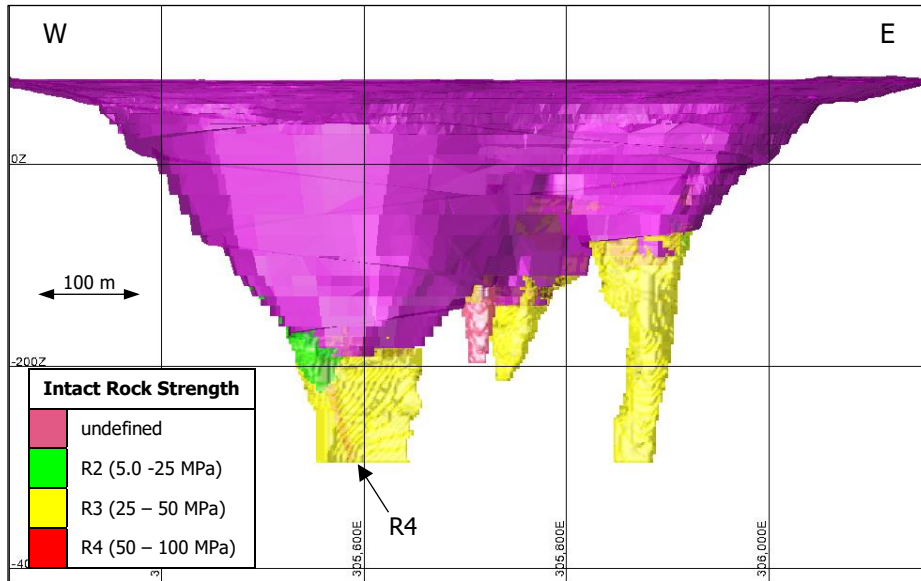 W
E
0Z
100 m
-200Z
Intact Rock Strength
undefined
R2 (5.0 -25 MPa)
R3 (25 – 50 MPa)
R4 (50 – 100 MPa)
R4
305,600E
305,800E
306,000E